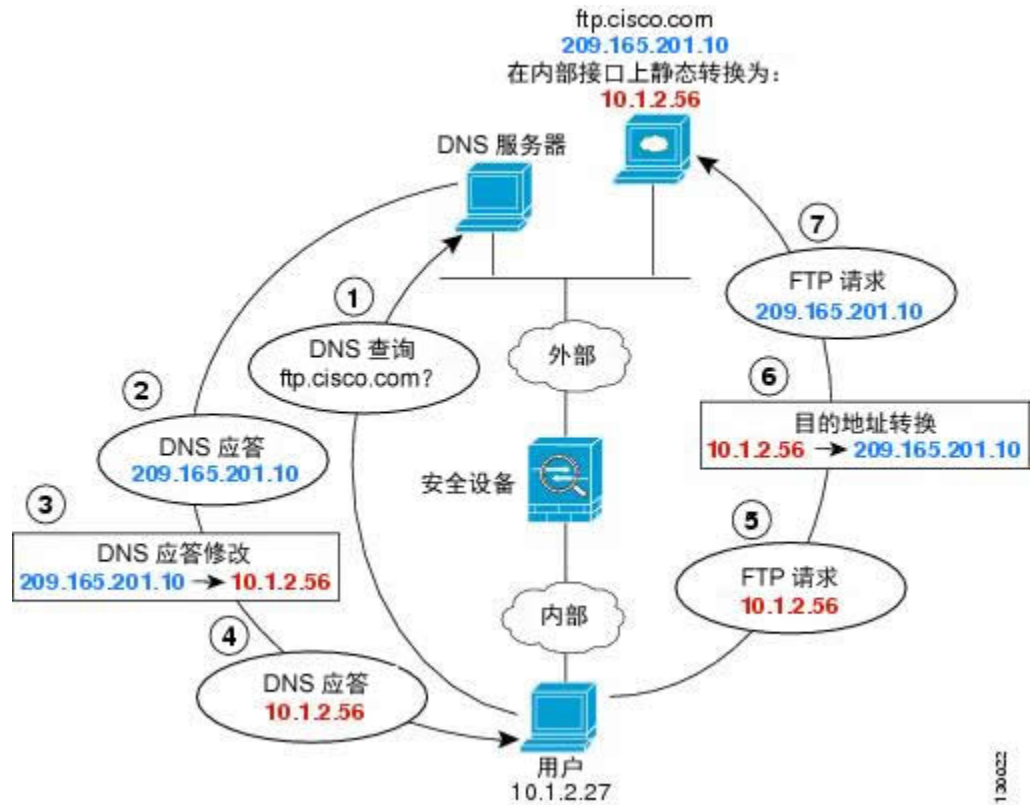 ftp.cisco.com
209.165.201.10
在内部接口上静态转换为：
10.1.2.56
DNS 服务器
7
FTP 请求
209.165.201.10
1
DNS 查询
ftp.cisco.com?
外部
2
DNS 应答
209.165.201.10
6
目的地址转换
10.1.2.56 → 209.165.201.10
安全设备
3
DNS 应答修改
209.165.201.10 → 10.1.2.56
5
FTP 请求
10.1.2.56
内部
4
DNS 应答
10.1.2.56
用户
10.1.2.27
130022